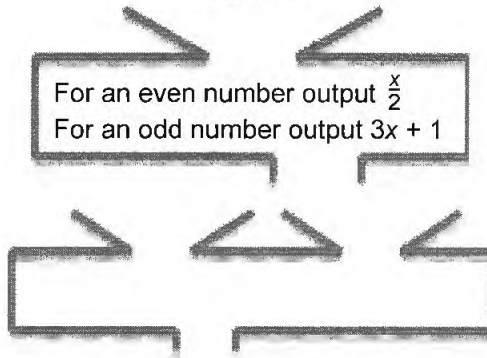 For an even number output x/2
For an odd number output 3x + 1